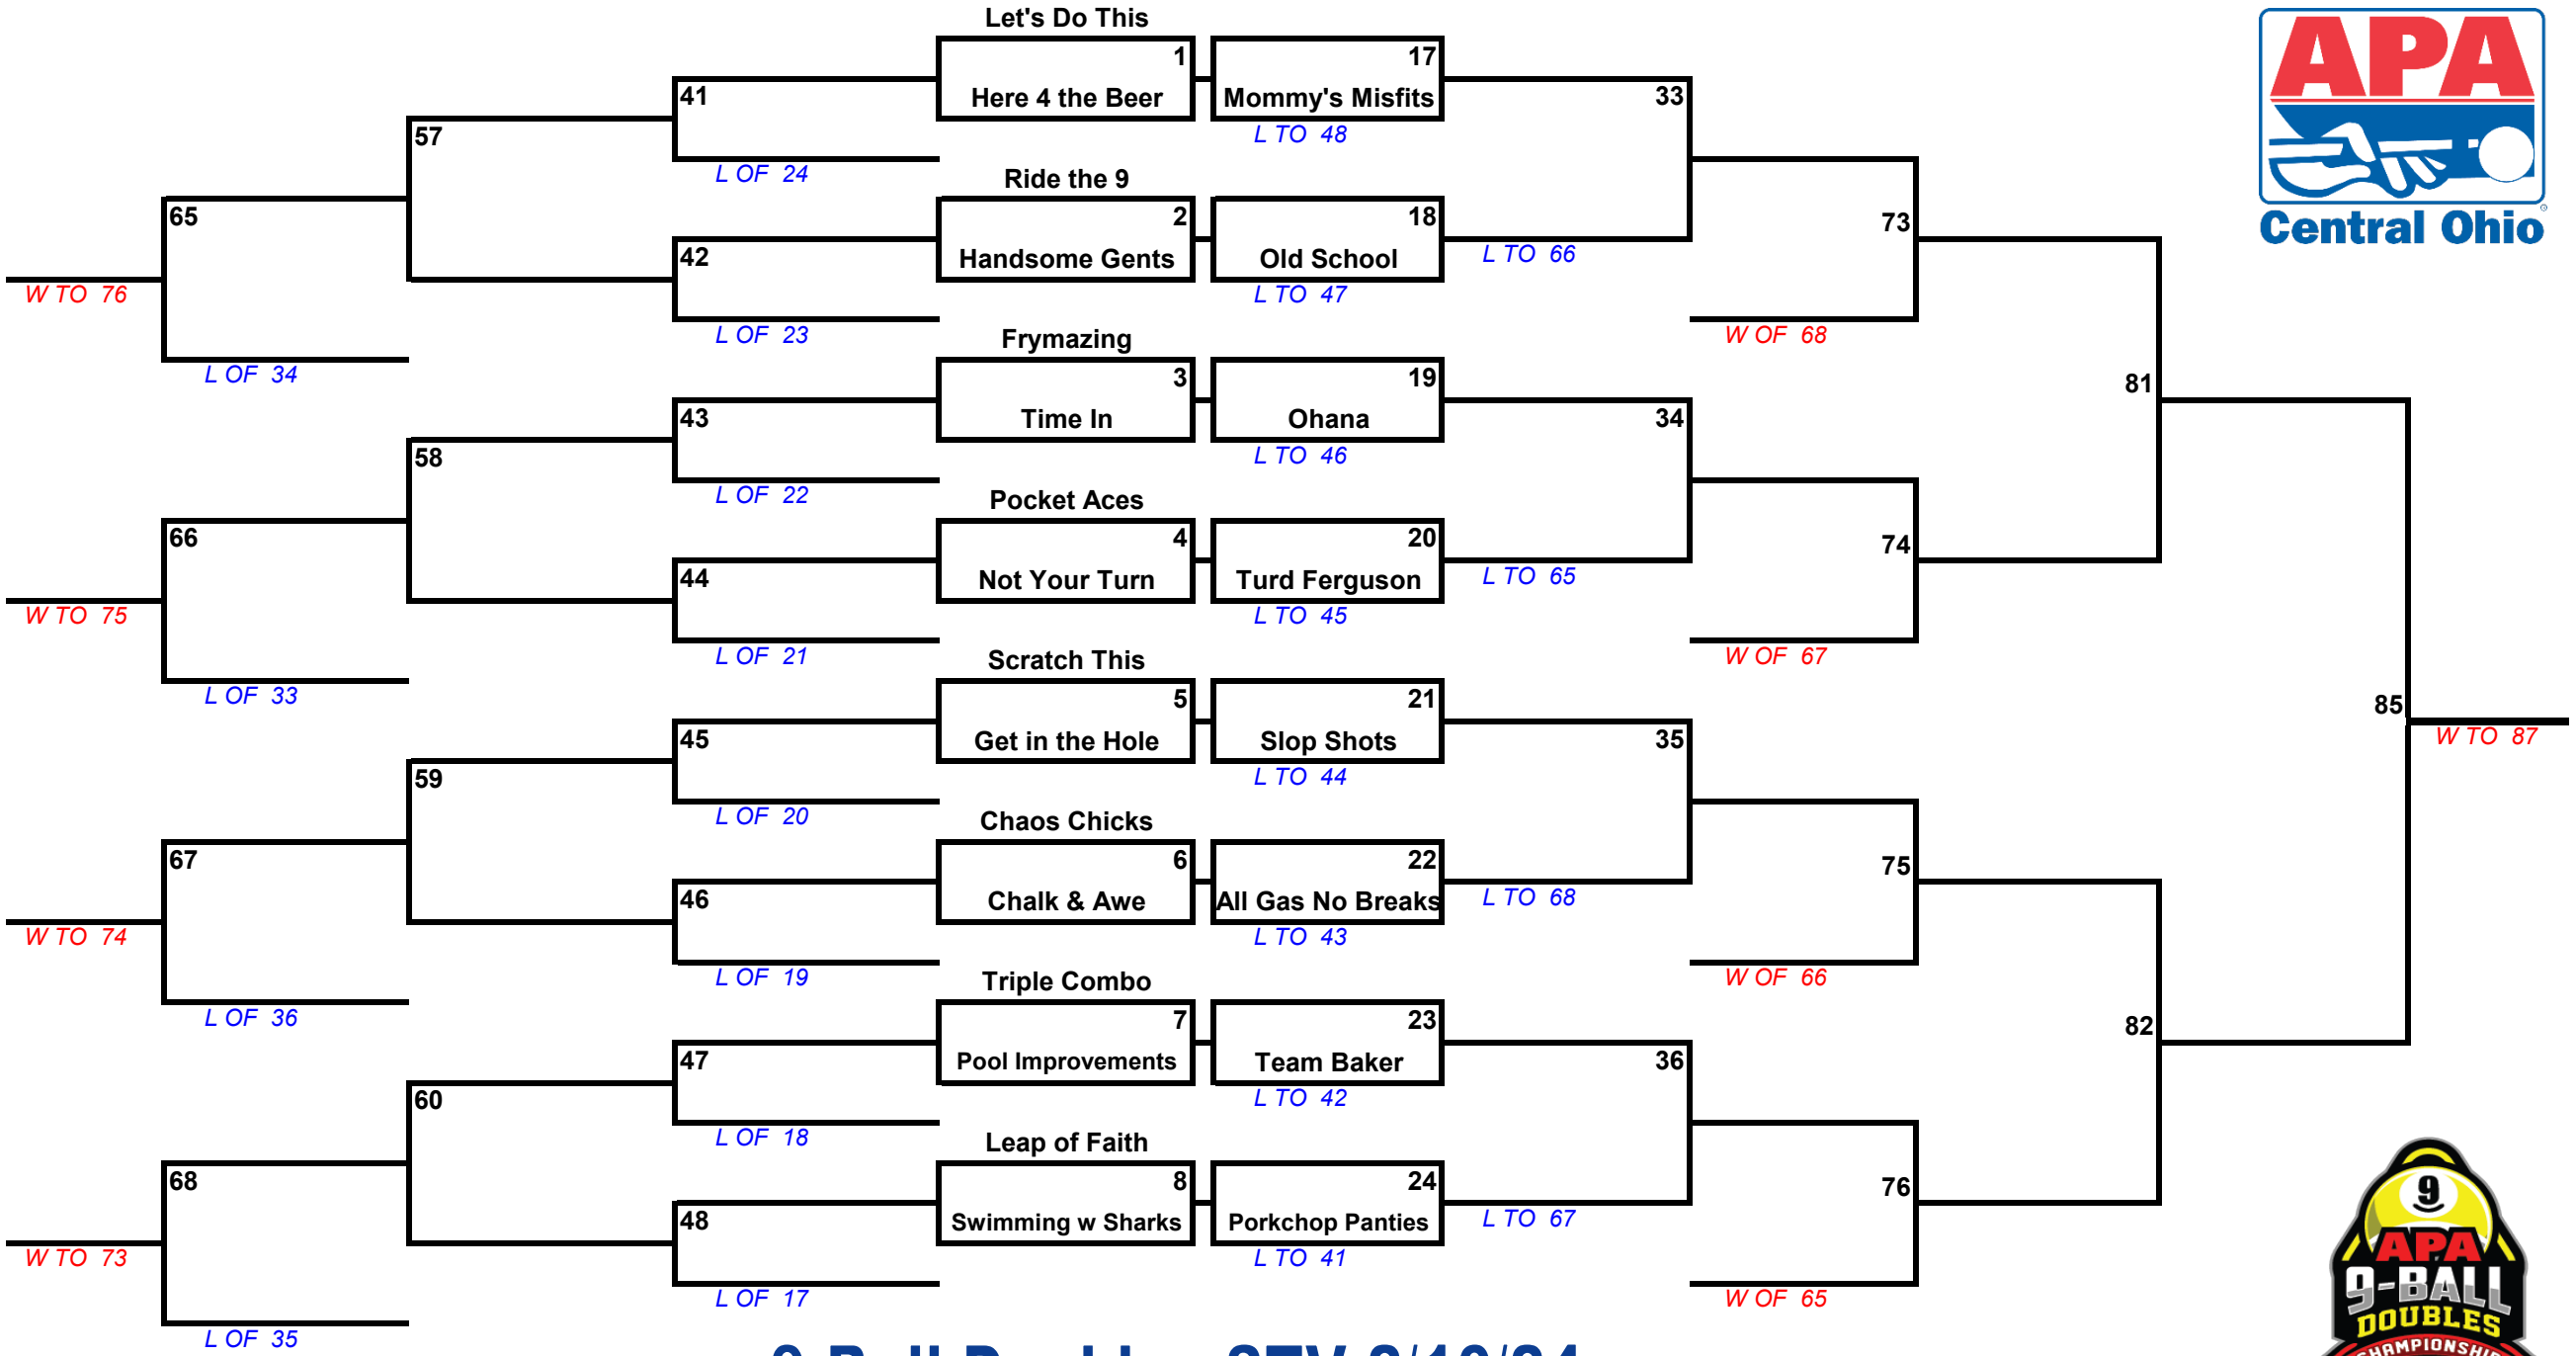 Let's Do This
1
17
Here 4 the Beer
Mommy's Misfits
L TO 48
41
33
57
L OF 24
Ride the 9
2
18
Handsome Gents
Old School
L TO 47
L TO 66
42
65
73
W TO 76
L OF 23
W OF 68
Frymazing
L OF 34
3
19
Time In
Ohana
L TO 46
43
34
81
58
L OF 22
Pocket Aces
4
20
Not Your Turn
Turd Ferguson
L TO 45
L TO 65
44
66
74
W TO 75
L OF 21
W OF 67
Scratch This
L OF 33
5
21
Get in the Hole
Slop Shots
L TO 44
45
35
85
W TO 87
59
L OF 20
Chaos Chicks
6
22
Chalk & Awe
All Gas No Breaks
L TO 43
L TO 68
46
67
75
W TO 74
L OF 19
W OF 66
Triple Combo
L OF 36
7
23
Pool Improvements
Team Baker
L TO 42
47
36
82
60
L OF 18
Leap of Faith
8
24
Swimming w Sharks
Porkchop Panties
L TO 41
L TO 67
48
68
76
W TO 73
L OF 17
W OF 65
L OF 35
APA
Central Ohio
9
APA
9-BALL
DOUBLES